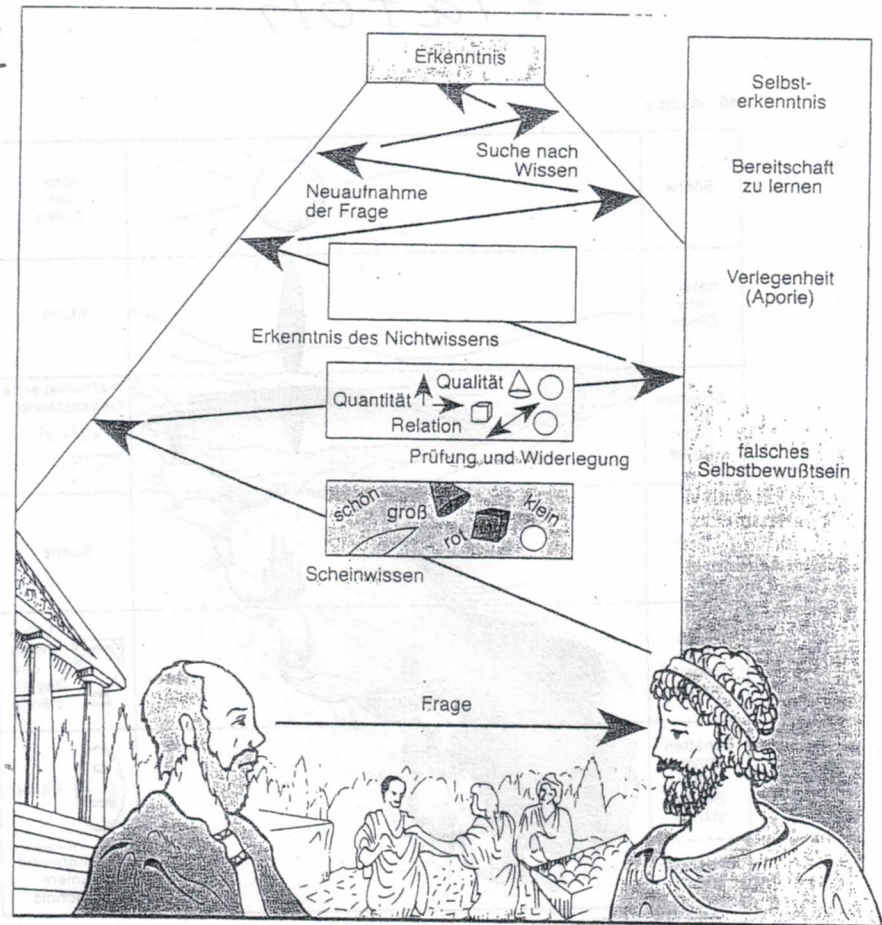 Erkenntnis
Selbst-
erkenntnis
Suche nach
Wissen
Bereitschaft
zu lernen
Neuaufnahme
der Frage
Verlegenheit
(Aporie)
Erkenntnis des Nichtwissens
Qualität
Quantität
Relation
Prüfung und Widerlegung
falsches
Selbstbewußtsein
schön
groß
klein
rot
Scheinwissen
Frage